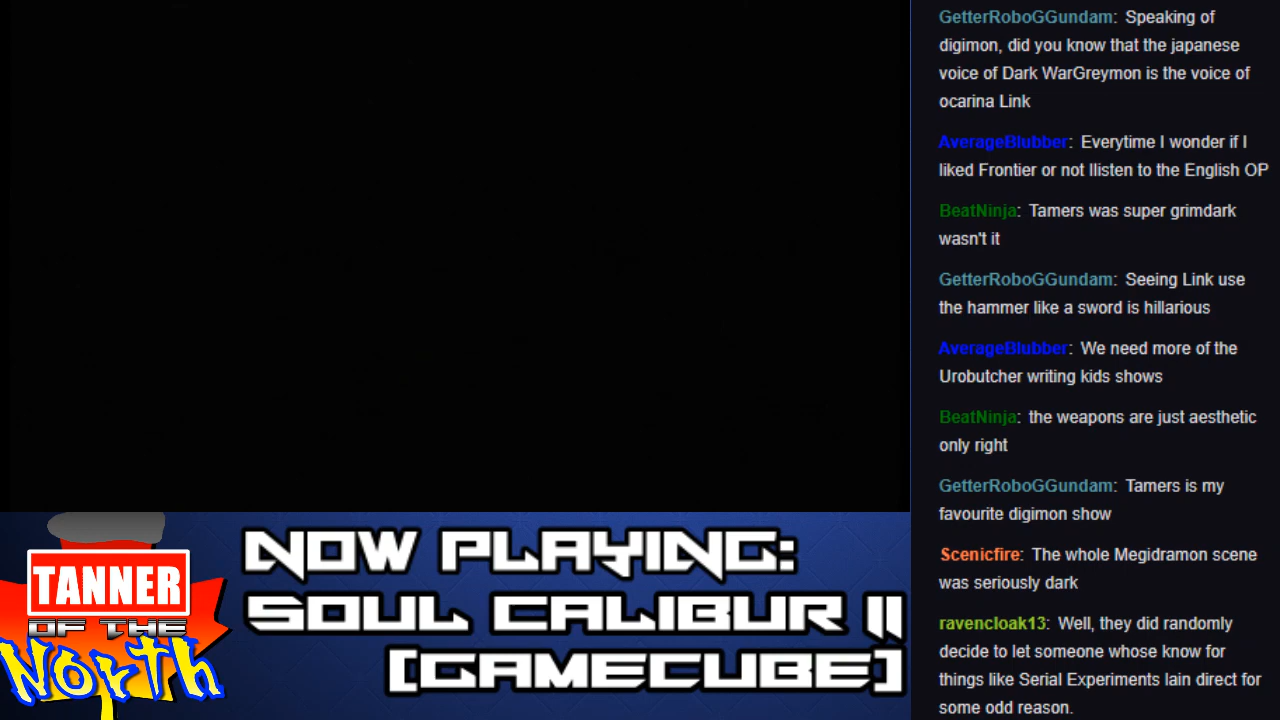 GetterRoboGGundam: Speaking of
digimon, did you know that the japanese
voice of Dark WarGreymon is the voice of
ocarina Link
AverageBlubber: Everytime I wonder if I
liked Frontier or not Ilisten to the English OP
BeatNinja: Tamers was super grimdark
wasn't it
GetterRoboGGundam: Seeing Link use
the hammer like a sword is hillarious
AverageBlubber: We need more of the
Urobutcher writing kids shows
BeatNinja: the weapons are just aesthetic
only right
GetterRoboGGundam: Tamers is my
favourite digimon show
Scenicfire: The whole Megidramon scene
was seriously dark
ravencloak13: Well, they did randomly
decide to let someone whose know for
things like Serial Experiments lain direct for
some odd reason.
TANNER
OF THE
North
NOW PLAYING:
SOUL CALIBUR II
(GAMECUBE)